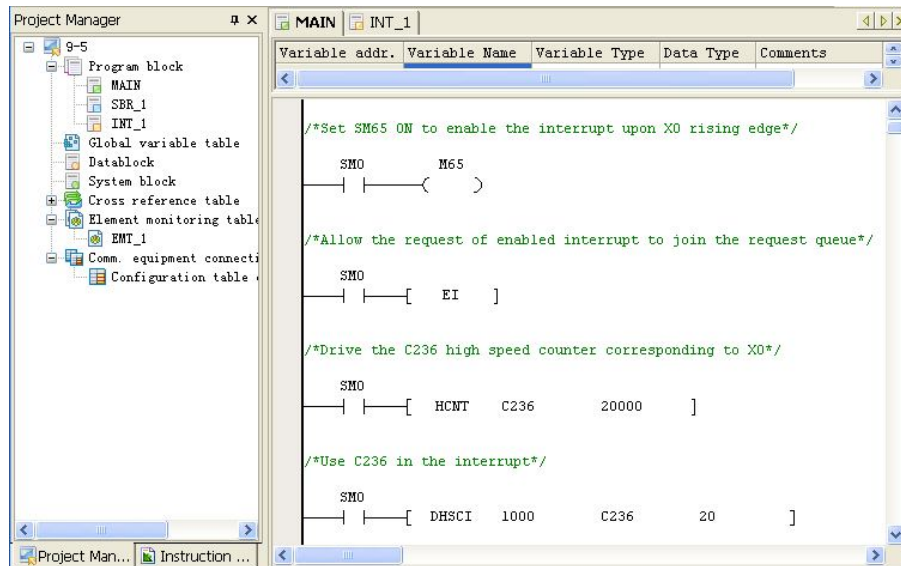 Project Manager
9-5
Program block
MAIN
SBR_1
INT_1
Global variable table
Datablock
System block
Cross reference table
Element monitoring table
EMT_1
Comm. equipment connecti
Configuration table
Project Man... Instruction ...
MAIN INT_1
Variable addr. Variable Name Variable Type Data Type Comments
/*Set SM65 ON to enable the interrupt upon X0 rising edge*/
SM0 M65
/*Allow the request of enabled interrupt to join the request queue*/
SM0
[ EI ]
/*Drive the C236 high speed counter corresponding to X0*/
SM0
[ HCNT C236 20000 ]
/*Use C236 in the interrupt*/
SM0
[ DHSCI 1000 C236 20 ]